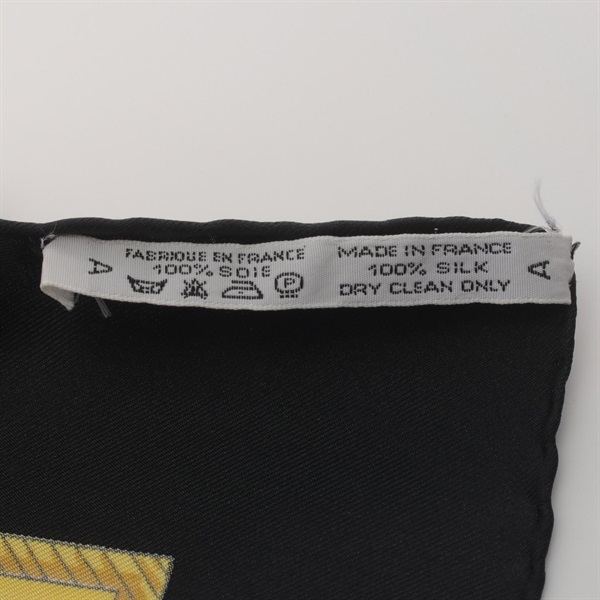 A
FABRIQUE EN FRANCE
100% SOIE
P
MADE IN FRANCE
100% SILK
DRY CLEAN ONLY
A